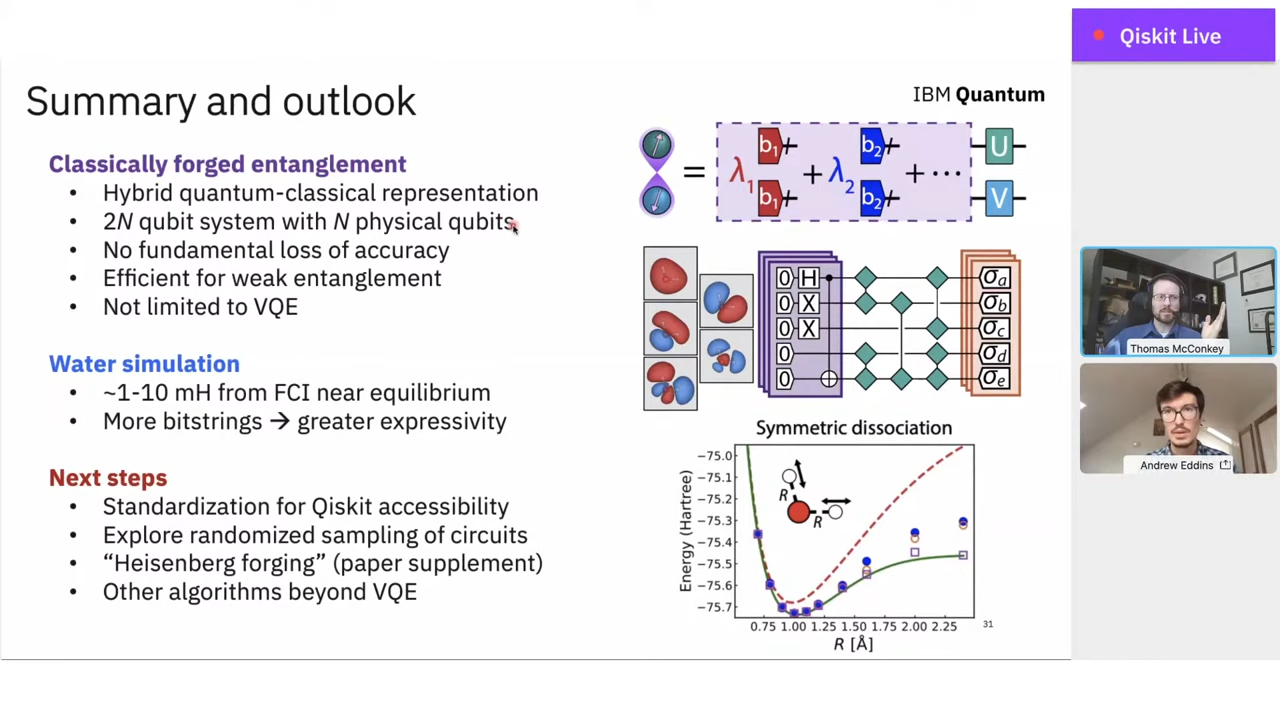 Qiskit Live
Summary and outlook
IBM Quantum
Classically forged entanglement
• Hybrid quantum-classical representation
• 2N qubit system with N physical qubits
• No fundamental loss of accuracy
• Efficient for weak entanglement
• Not limited to VQE
Water simulation
• ~1-10 mH from FCI near equilibrium
• More bitstrings → greater expressivity
Next steps
• Standardization for Qiskit accessibility
• Explore randomized sampling of circuits
• “Heisenberg forging” (paper supplement)
• Other algorithms beyond VQE
= λ₁ b₁ + λ₂ b₂ + ⋯ U
b₁ b₂ V
0 H σₐ
0 X σ_b
0 X σ_c
0 σ_d
0 σₑ
Symmetric dissociation
Energy (Hartree)
−75.0
−75.1
−75.2
−75.3
−75.4
−75.5
−75.6
−75.7
R
R
0.75 1.00 1.25 1.50 1.75 2.00 2.25
R [Å]
31
Thomas McConkey
Andrew Eddins